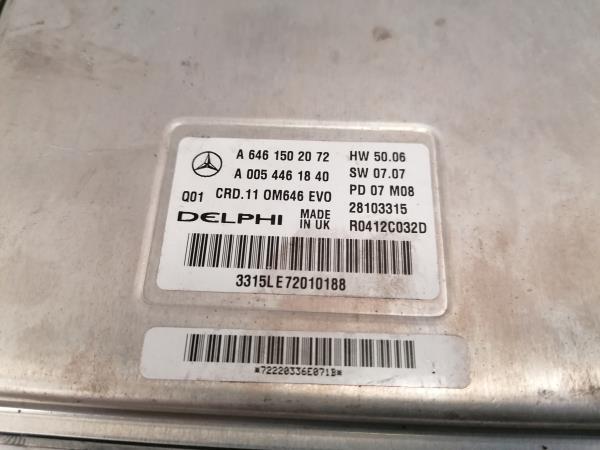 A 646 150 20 72 HW 50.06
A 005 446 18 40 SW 07.07
Q01 CRD.11 OM646 EVO PD 07 M08
DELPHI MADE IN UK 28103315
R0412C032D
3315LE72010188
*72220336E071B*